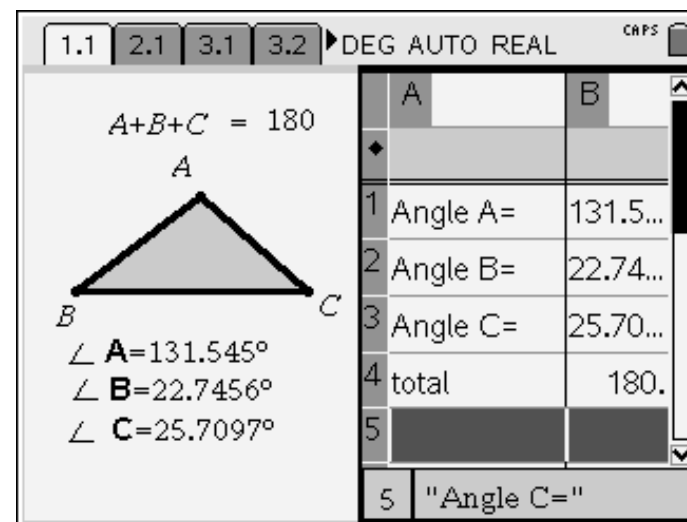 1.1 2.1 3.1 3.2 DEG AUTO REAL CAPS
A+B+C = 180
A
B
C
∠ A=131.545°
∠ B=22.7456°
∠ C=25.7097°
A B
1 Angle A= 131.5...
2 Angle B= 22.74...
3 Angle C= 25.70...
4 total 180.
5
5 "Angle C="